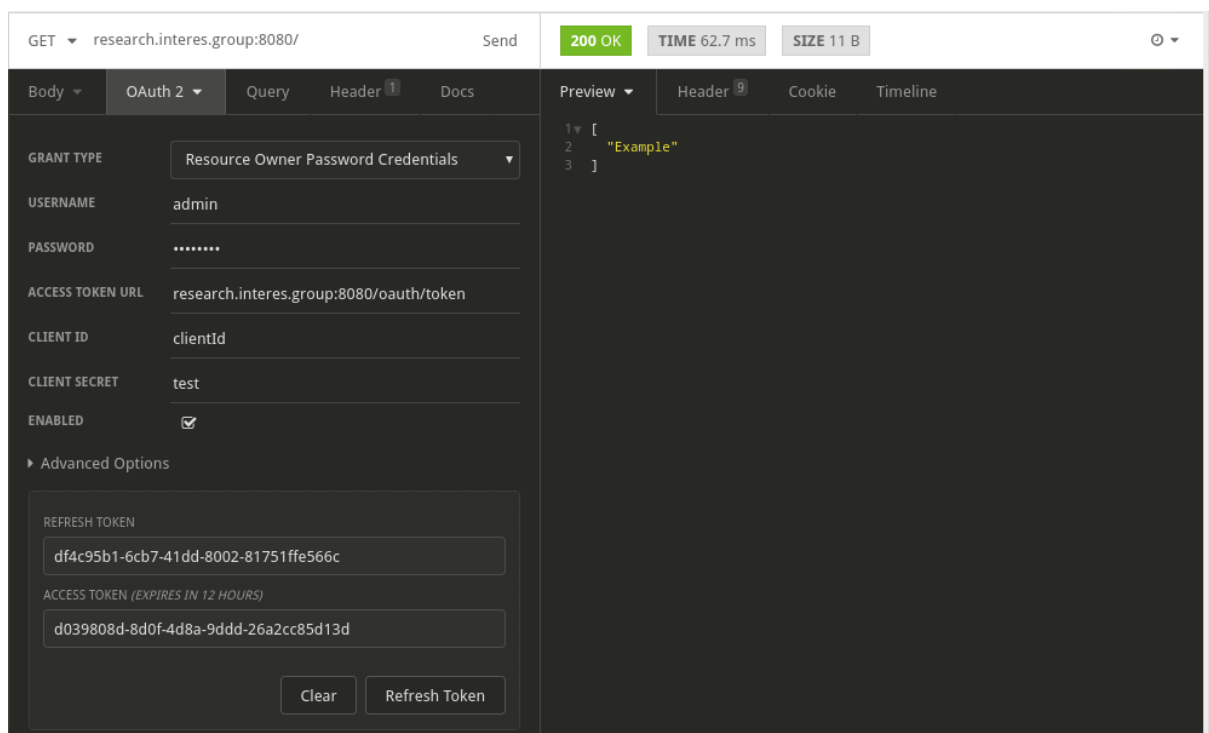 GET research.interes.group:8080/ Send
200 OK TIME 62.7 ms SIZE 11 B
Body OAuth 2 Query Header 1 Docs
Preview Header 9 Cookie Timeline
GRANT TYPE Resource Owner Password Credentials
USERNAME admin
PASSWORD ••••••••
ACCESS TOKEN URL research.interes.group:8080/oauth/token
CLIENT ID clientId
CLIENT SECRET test
ENABLED
Advanced Options
REFRESH TOKEN
df4c95b1-6cb7-41dd-8002-81751ffe566c
ACCESS TOKEN (EXPIRES IN 12 HOURS)
d039808d-8d0f-4d8a-9ddd-26a2cc85d13d
Clear Refresh Token
1 [
2 "Example"
3 ]